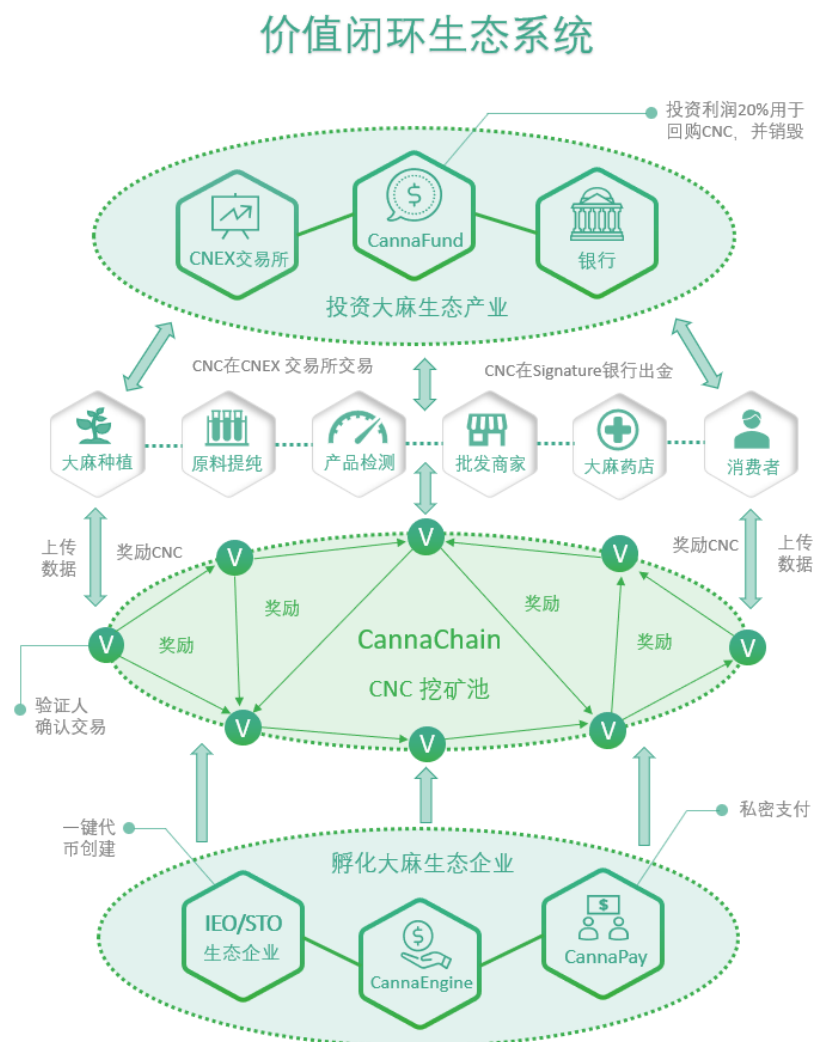 价值闭环生态系统
投资利润20%用于
回购CNC，并销毁
CNEX交易所
CannaFund
银行
投资大麻生态产业
CNC在CNEX 交易所交易
CNC在Signature银行出金
大麻种植
原料提纯
产品检测
批发商家
大麻药店
消费者
上传
数据
奖励CNC
奖励CNC
上传
数据
V
V
V
奖励
奖励
奖励
奖励
CannaChain
CNC 挖矿池
V
V
V
V
V
验证人
确认交易
一键代
币创建
私密支付
孵化大麻生态企业
IEO/STO
生态企业
CannaEngine
CannaPay